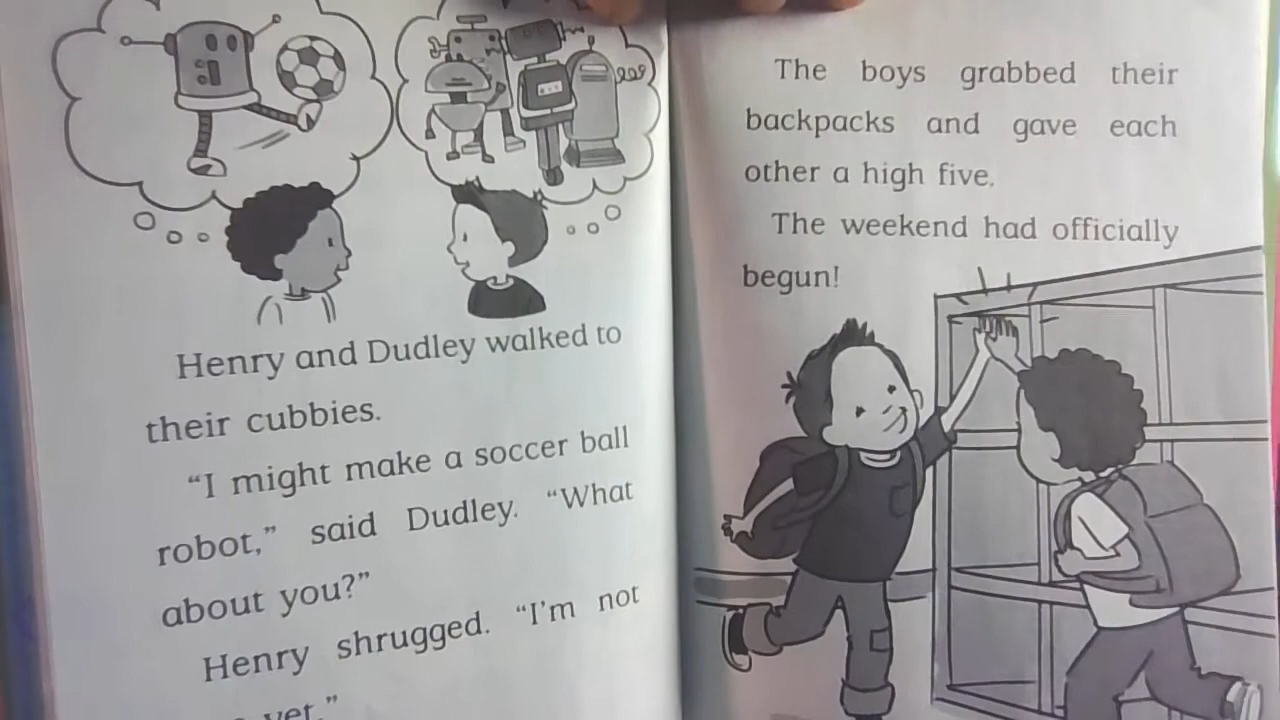 Henry and Dudley walked to
their cubbies.
“I might make a soccer ball
robot,” said Dudley. “What
about you?”
Henry shrugged. “I’m not
yet.”
The boys grabbed their
backpacks and gave each
other a high five.
The weekend had officially
begun!